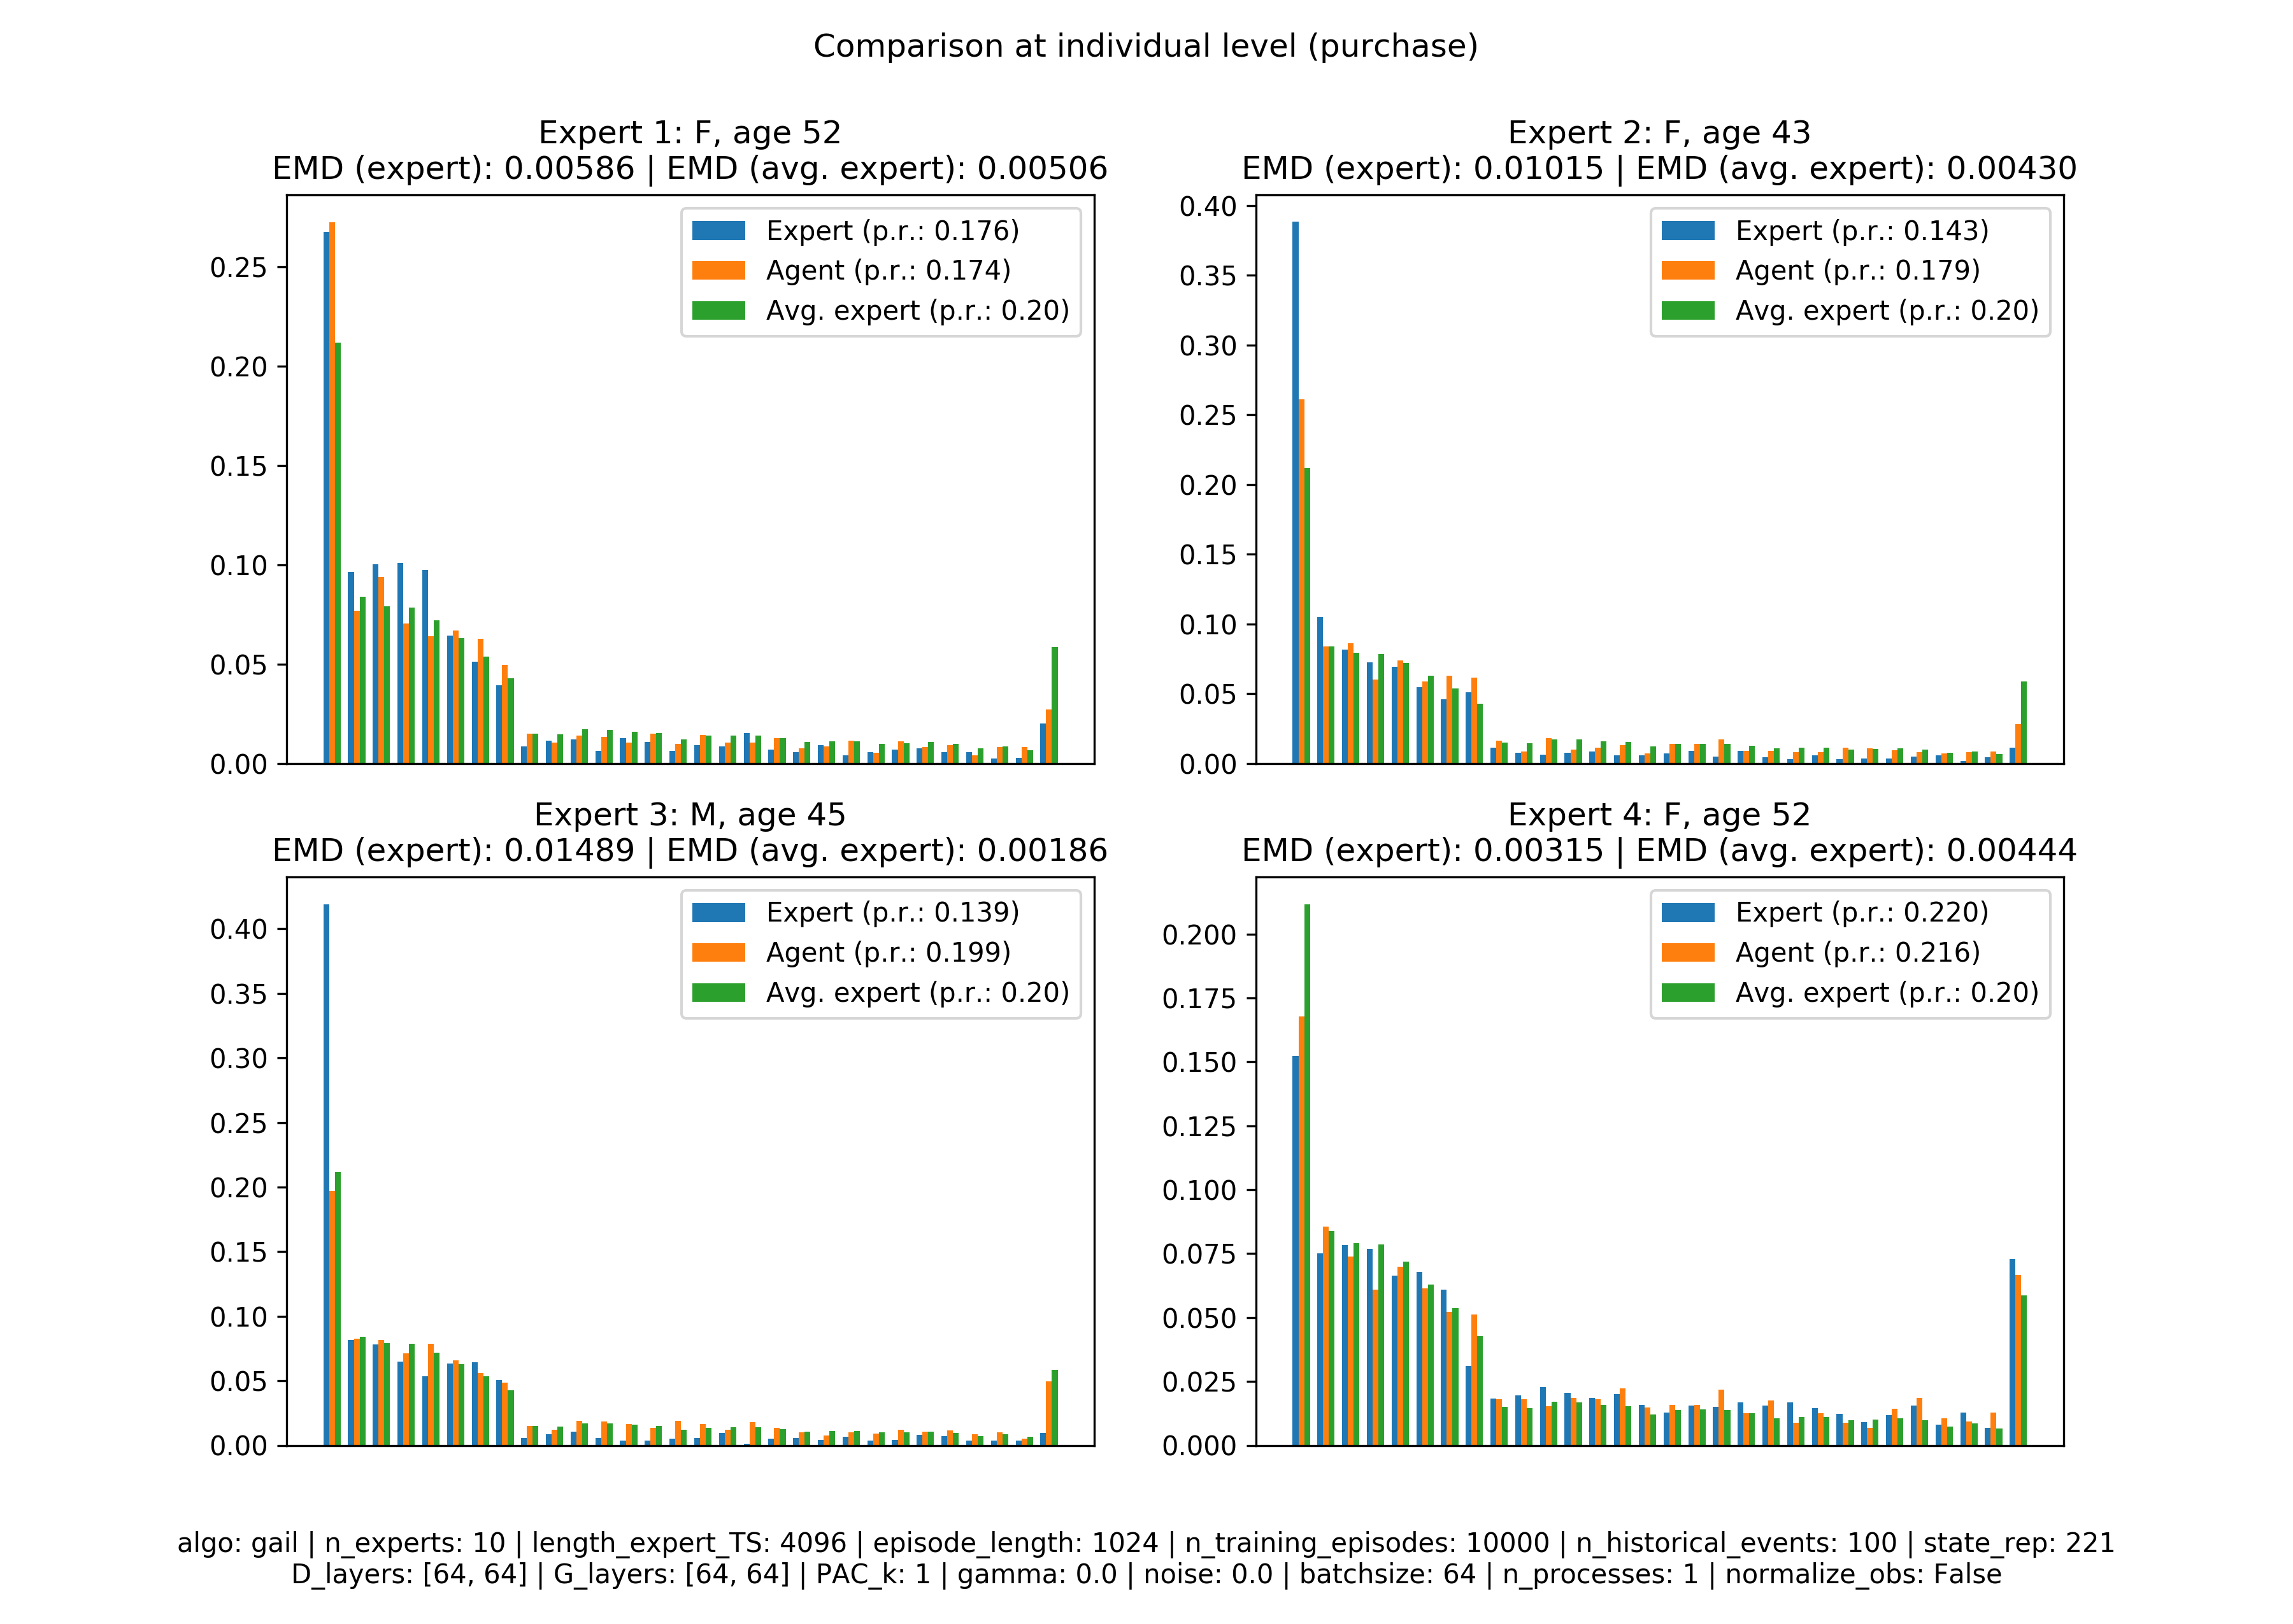 Comparison at individual level (purchase)
Expert 1: F, age 52
EMD (expert): 0.00586 | EMD (avg. expert): 0.00506
Expert (p.r.: 0.176)
Agent (p.r.: 0.174)
Avg. expert (p.r.: 0.20)
0.25
0.20
0.15
0.10
0.05
0.00
Expert 2: F, age 43
EMD (expert): 0.01015 | EMD (avg. expert): 0.00430
Expert (p.r.: 0.143)
Agent (p.r.: 0.179)
Avg. expert (p.r.: 0.20)
0.40
0.35
0.30
0.25
0.20
0.15
0.10
0.05
0.00
Expert 3: M, age 45
EMD (expert): 0.01489 | EMD (avg. expert): 0.00186
Expert (p.r.: 0.139)
Agent (p.r.: 0.199)
Avg. expert (p.r.: 0.20)
0.40
0.35
0.30
0.25
0.20
0.15
0.10
0.05
0.00
Expert 4: F, age 52
EMD (expert): 0.00315 | EMD (avg. expert): 0.00444
Expert (p.r.: 0.220)
Agent (p.r.: 0.216)
Avg. expert (p.r.: 0.20)
0.200
0.175
0.150
0.125
0.100
0.075
0.050
0.025
0.000
algo: gail | n_experts: 10 | length_expert_TS: 4096 | episode_length: 1024 | n_training_episodes: 10000 | n_historical_events: 100 | state_rep: 221
D_layers: [64, 64] | G_layers: [64, 64] | PAC_k: 1 | gamma: 0.0 | noise: 0.0 | batchsize: 64 | n_processes: 1 | normalize_obs: False